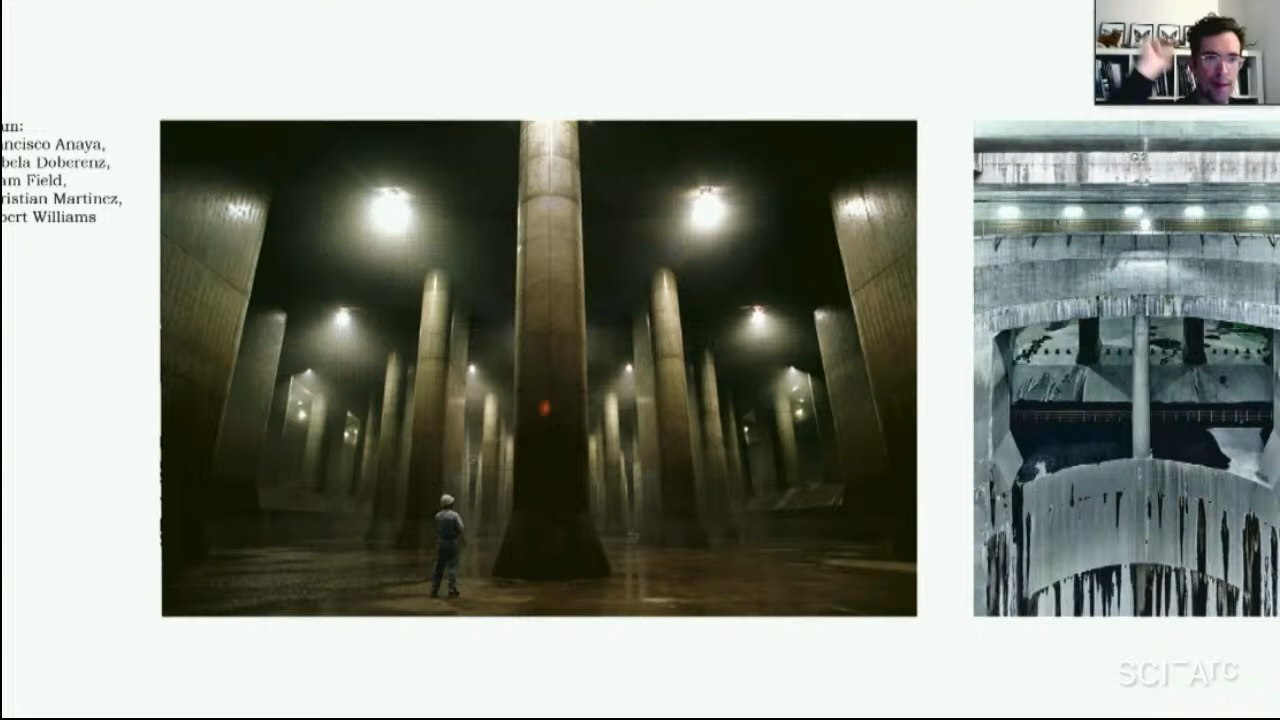 am:
ancisco Anaya,
bela Doberenz,
am Field,
ristian Martinez,
bert Williams
SCI-Arc